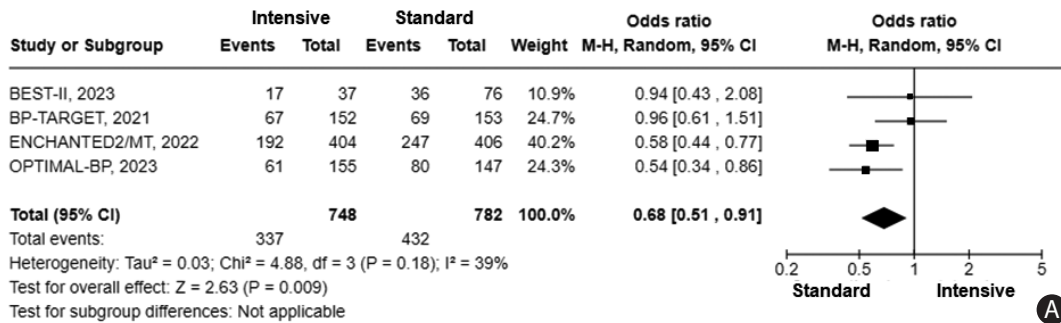 Intensive Standard Odds ratio Odds ratio
Study or Subgroup Events Total Events Total Weight M-H, Random, 95% CI M-H, Random, 95% CI
BEST-II, 2023 17 37 36 76 10.9% 0.94 [0.43 , 2.08]
BP-TARGET, 2021 67 152 69 153 24.7% 0.96 [0.61 , 1.51]
ENCHANTED2/MT, 2022 192 404 247 406 40.2% 0.58 [0.44 , 0.77]
OPTIMAL-BP, 2023 61 155 80 147 24.3% 0.54 [0.34 , 0.86]
Total (95% CI) 748 782 100.0% 0.68 [0.51 , 0.91]
Total events: 337 432
Heterogeneity: Tau² = 0.03; Chi² = 4.88, df = 3 (P = 0.18); I² = 39%
Test for overall effect: Z = 2.63 (P = 0.009)
Test for subgroup differences: Not applicable
0.2 0.5 1 2 5
Standard Intensive
A